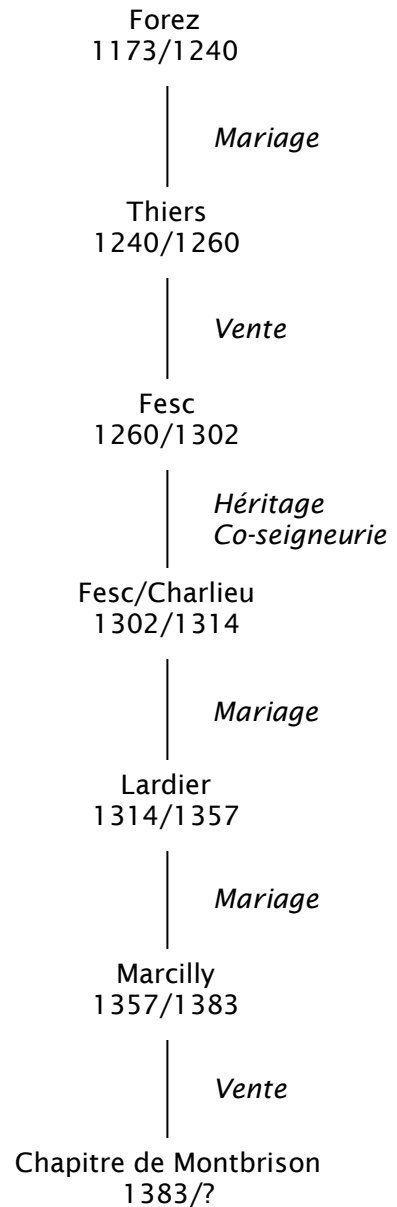 Forez
1173/1240
Mariage
Thiers
1240/1260
Vente
Fesc
1260/1302
Héritage
Co-seigneurie
Fesc/Charlieu
1302/1314
Mariage
Lardier
1314/1357
Mariage
Marcilly
1357/1383
Vente
Chapitre de Montbrison
1383/?